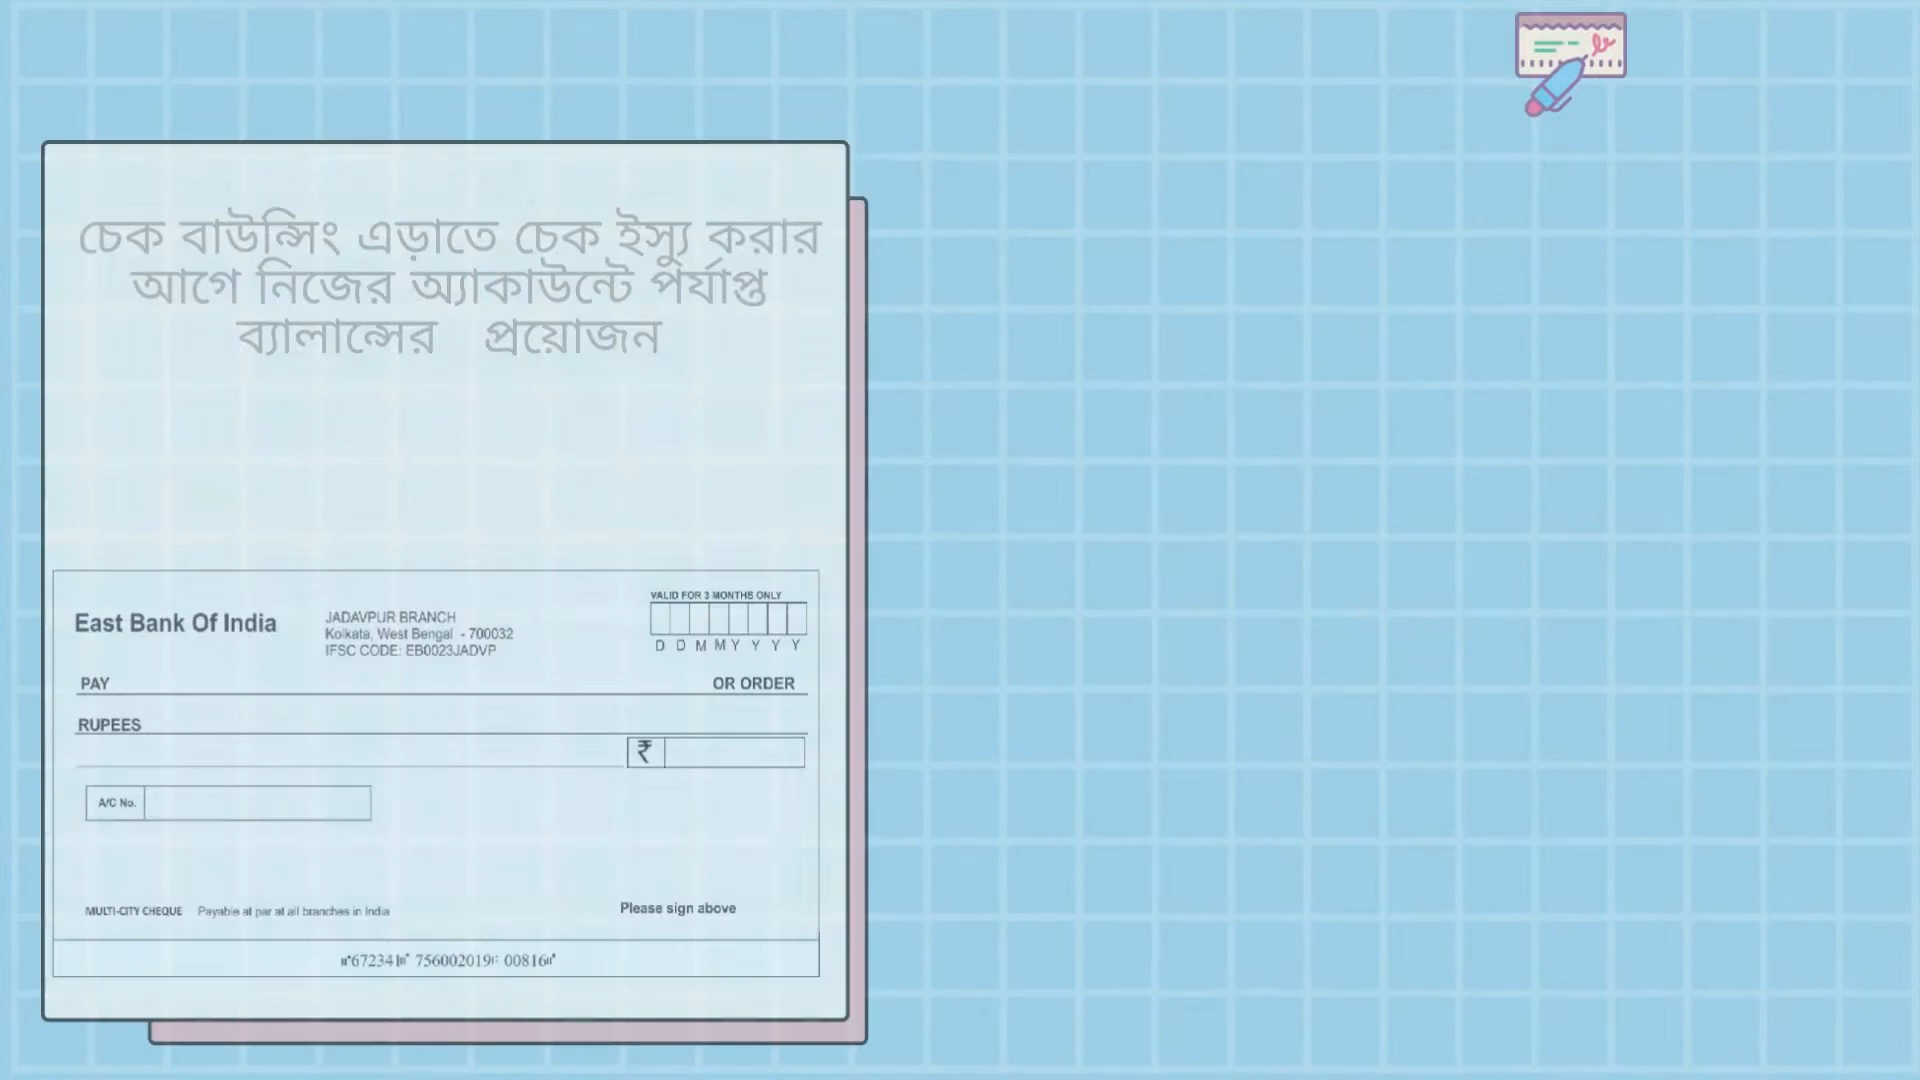 চেক বাউন্সিং এড়াতে চেক ইস্যু করার
আগে নিজের অ্যাকাউন্টে পর্যাপ্ত
ব্যালান্সের প্রয়োজন
VALID FOR 3 MONTHS ONLY
East Bank Of India
JADAVPUR BRANCH
Kolkata, West Bengal - 700032
IFSC CODE: EB0023JADVP
D D M M Y Y Y Y
PAY OR ORDER
RUPEES
₹
A/C No.
MULTI-CITY CHEQUE Payable at par at all branches in India
Please sign above
⑈672341⑈ 756002019⑆ 00816⑈